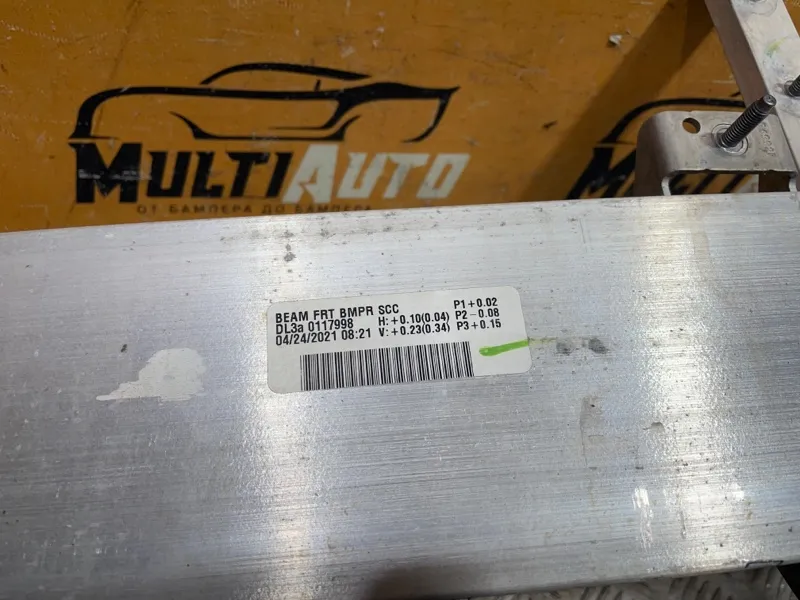 MULTIAUTO
ОТ БАМПЕРА ДО БАМПЕРА
BEAM FRT BMPR SCC P1+0.02
DL3a 0117998 H:+0.10(0.04) P2-0.08
04/24/2021 08:21 V:+0.23(0.34) P3+0.15